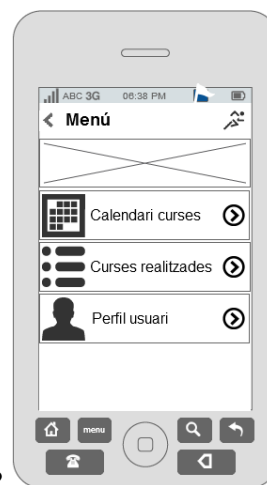 ABC 3G 06:38 PM
Menú
Calendari curses
Curses realitzades
Perfil usuari
menu